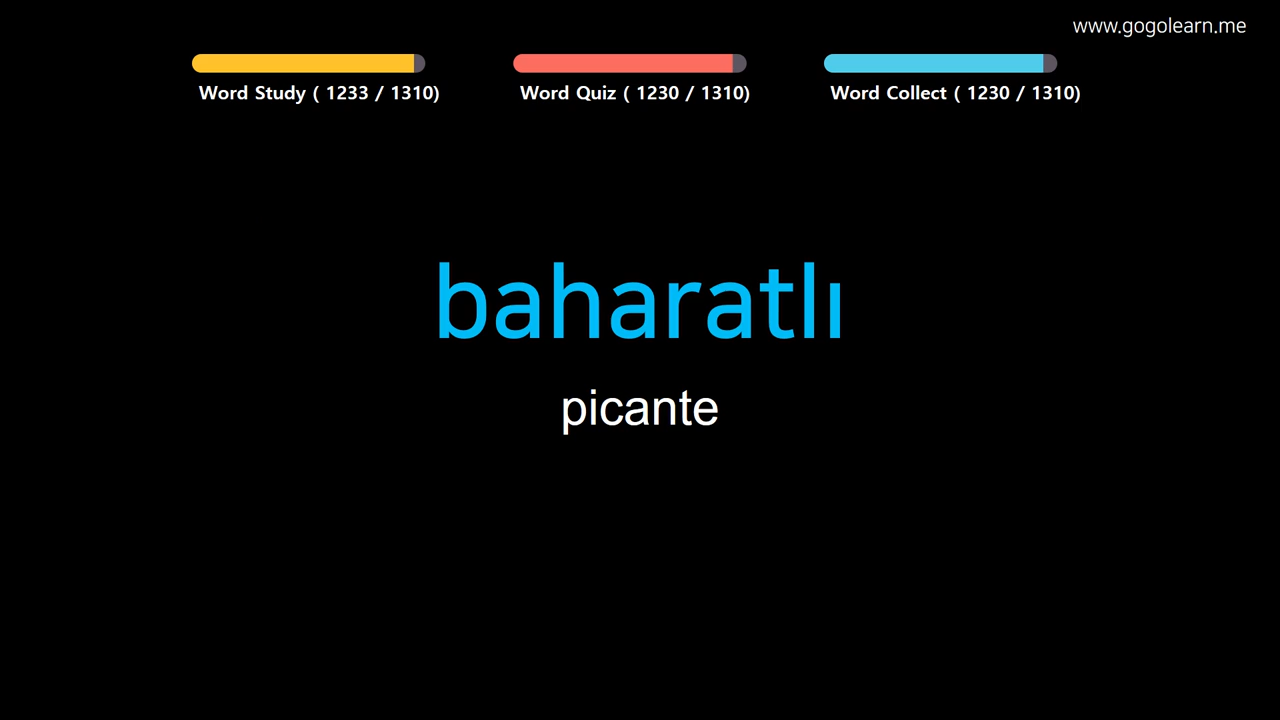 www.gogolearn.me
Word Study ( 1233 / 1310)
Word Quiz ( 1230 / 1310)
Word Collect ( 1230 / 1310)
baharatlı
picante